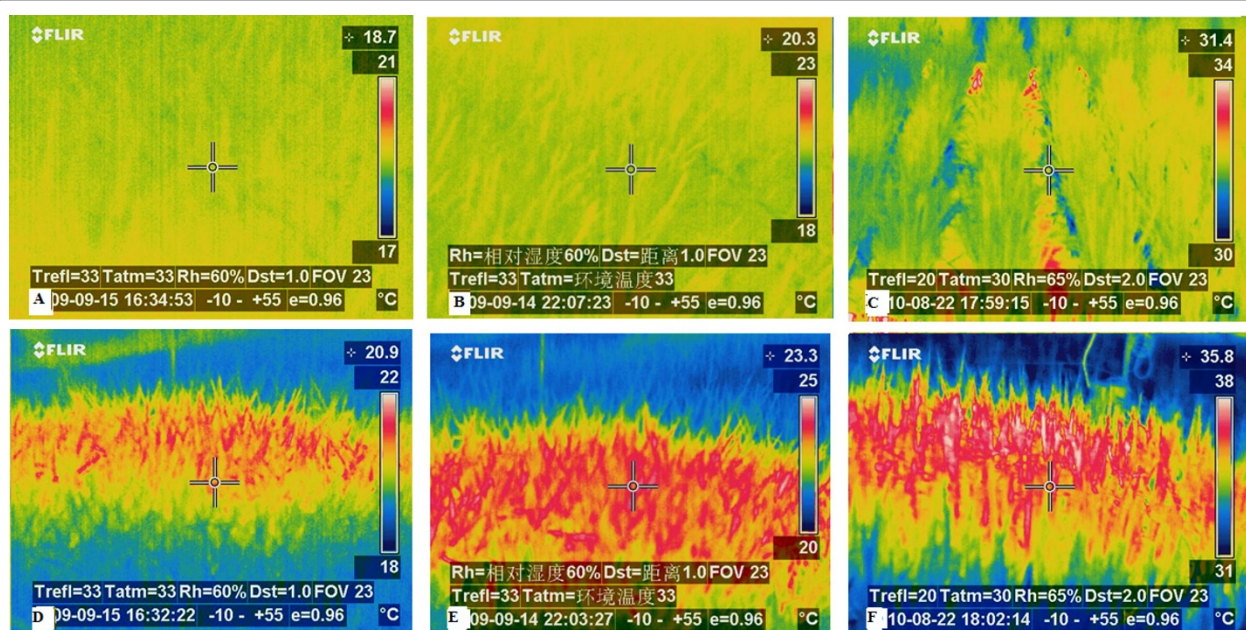 FLIR
18.7
21
17
Trefl=33 Tatm=33 Rh=60% Dst=1.0 FOV 23
A 09-09-15 16:34:53 -10 - +55 e=0.96 °C
FLIR
20.3
23
18
Rh=相对湿度60% Dst=距离1.0 FOV 23
Trefl=33 Tatm=环境温度33
B 09-09-14 22:07:23 -10 - +55 e=0.96 °C
FLIR
31.4
34
30
Trefl=20 Tatm=30 Rh=65% Dst=2.0 FOV 23
C 10-08-22 17:59:15 -10 - +55 e=0.96 °C
FLIR
20.9
22
18
Trefl=33 Tatm=33 Rh=60% Dst=1.0 FOV 23
D 09-09-15 16:32:22 -10 - +55 e=0.96 °C
FLIR
23.3
25
20
Rh=相对湿度60% Dst=距离1.0 FOV 23
Trefl=33 Tatm=环境温度33
E 09-09-14 22:03:27 -10 - +55 e=0.96 °C
FLIR
35.8
38
31
Trefl=20 Tatm=30 Rh=65% Dst=2.0 FOV 23
F 10-08-22 18:02:14 -10 - +55 e=0.96 °C